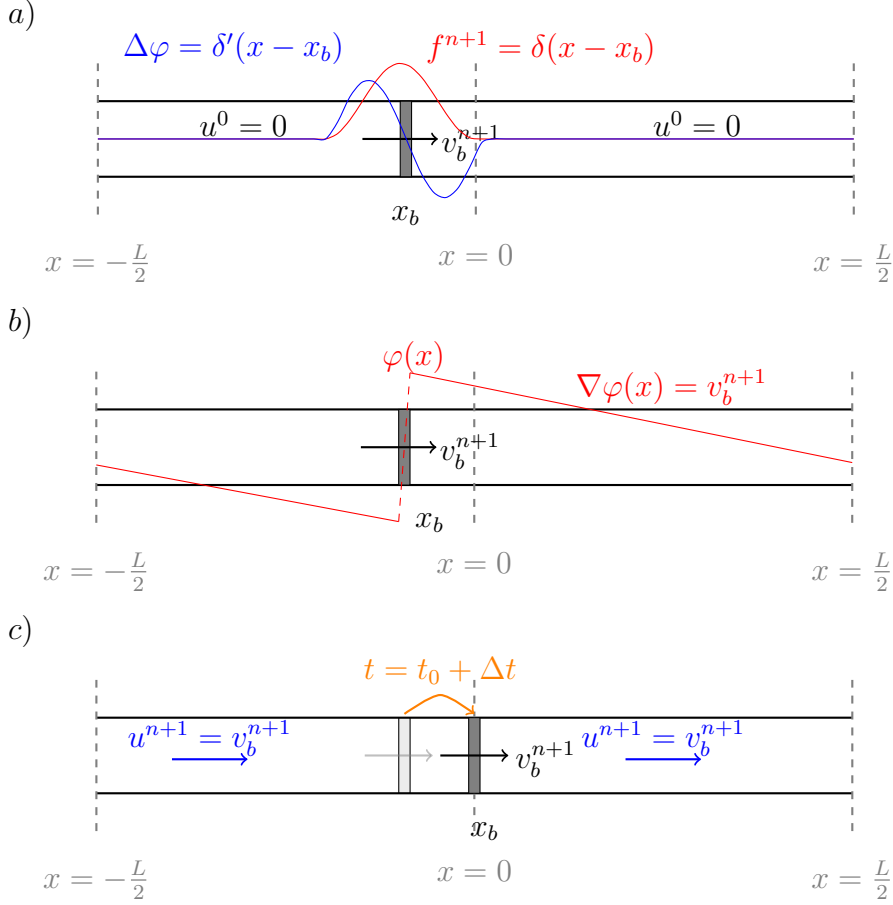 a)
Δφ = δ′(x − x_b) f^{n+1} = δ(x − x_b)
u^0 = 0 v_b^{n+1} u^0 = 0
x_b
x = −L/2 x = 0 x = L/2
b)
φ(x) ∇φ(x) = v_b^{n+1}
v_b^{n+1}
x_b
x = −L/2 x = 0 x = L/2
c)
t = t_0 + Δt
u^{n+1} = v_b^{n+1} v_b^{n+1} u^{n+1} = v_b^{n+1}
x_b
x = −L/2 x = 0 x = L/2